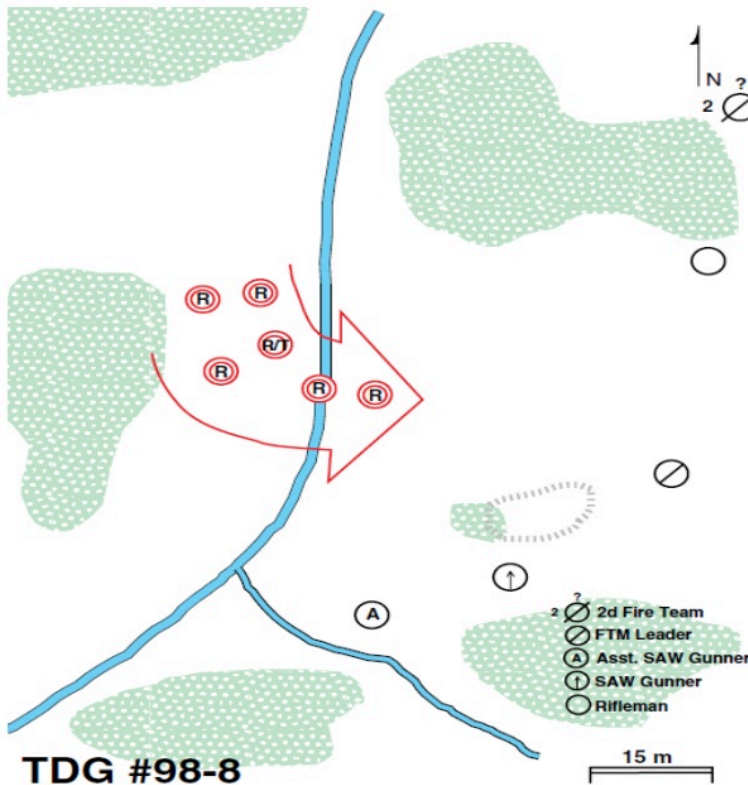 N
?
2
R R
R/T
R
R R
A
?
2 2d Fire Team
FTM Leader
A Asst. SAW Gunner
SAW Gunner
Rifleman
15 m
TDG #98-8